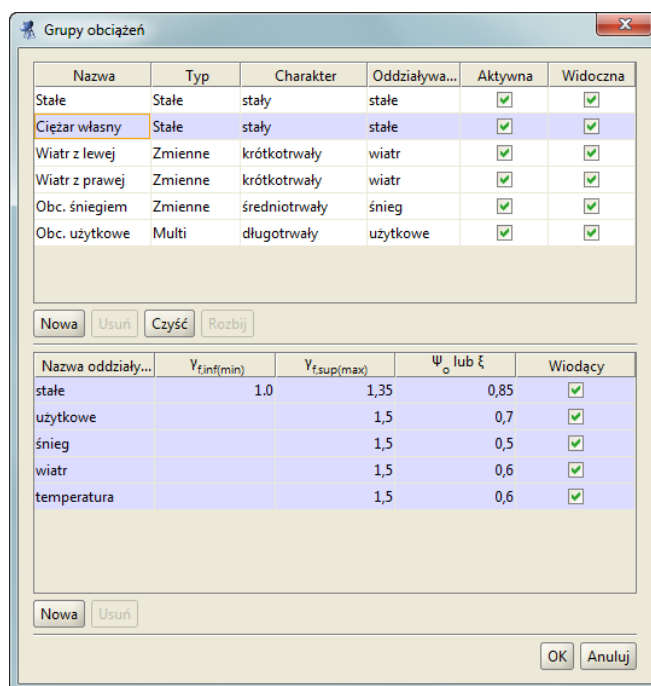 Grupy obciążeń
Nazwa Typ Charakter Oddziaływa... Aktywna Widoczna
Stałe Stałe stały stałe
Ciężar własny Stałe stały stałe
Wiatr z lewej Zmienne krótkotrwały wiatr
Wiatr z prawej Zmienne krótkotrwały wiatr
Obc. śniegiem Zmienne średniotrwały śnieg
Obc. użytkowe Multi długotrwały użytkowe
Nowa Usuń Czyść Rozbij
Nazwa oddziały... γf,inf(min) γf,sup(max) Ψo lub ξ Wiodący
stałe 1.0 1,35 0,85
użytkowe 1,5 0,7
śnieg 1,5 0,5
wiatr 1,5 0,6
temperatura 1,5 0,6
Nowa Usuń
OK Anuluj